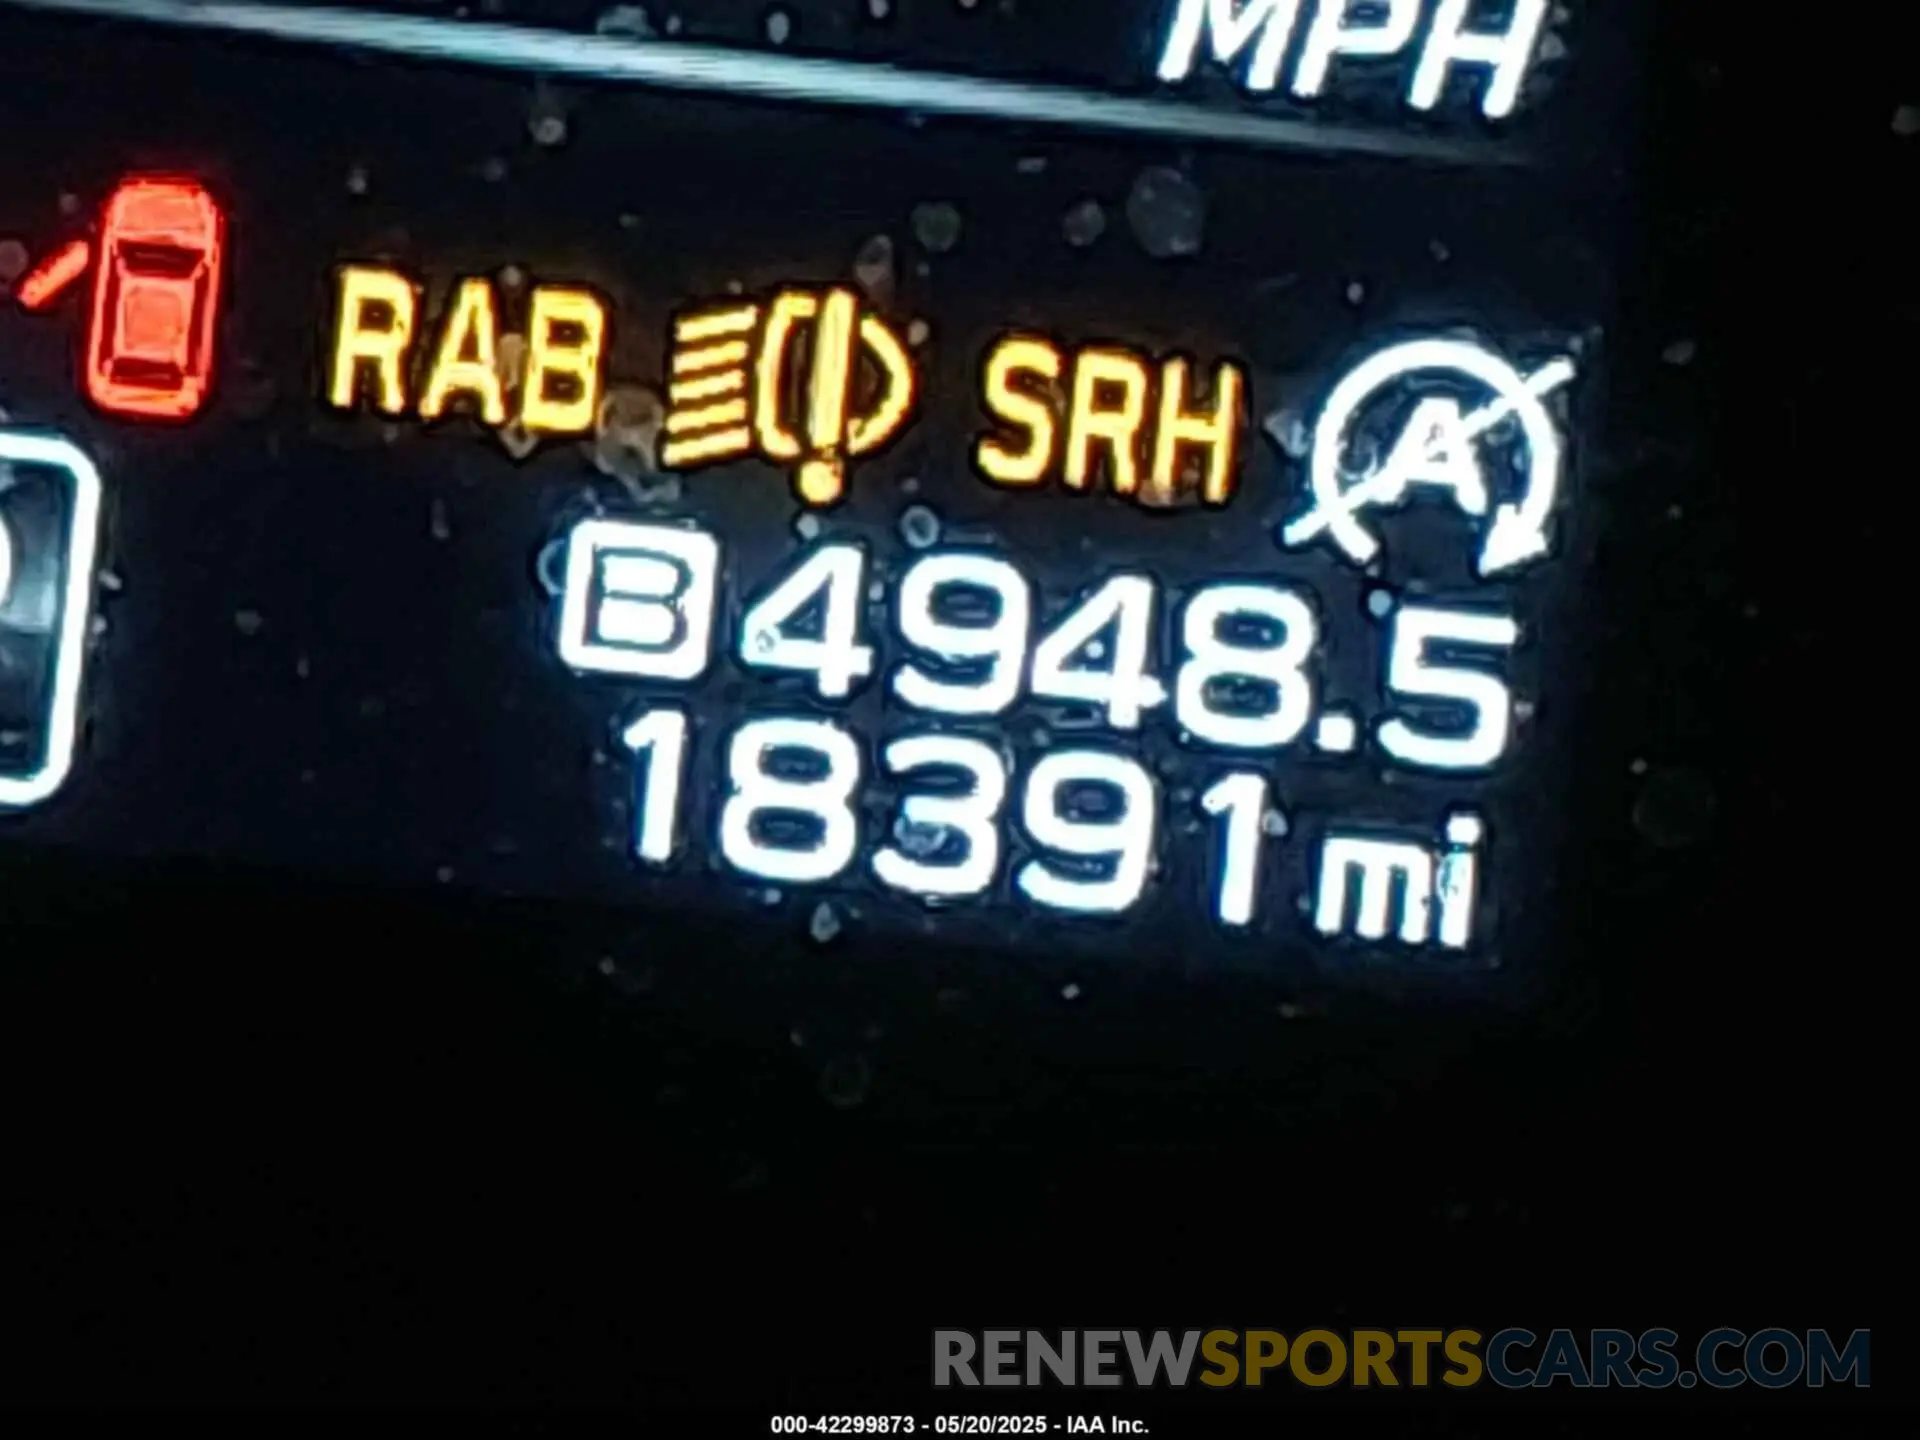 MPH
RAB SRH A
B 4948.5
18391 mi
RENEWSPORTSCARS.COM
000-42299873 - 05/20/2025 - IAA Inc.